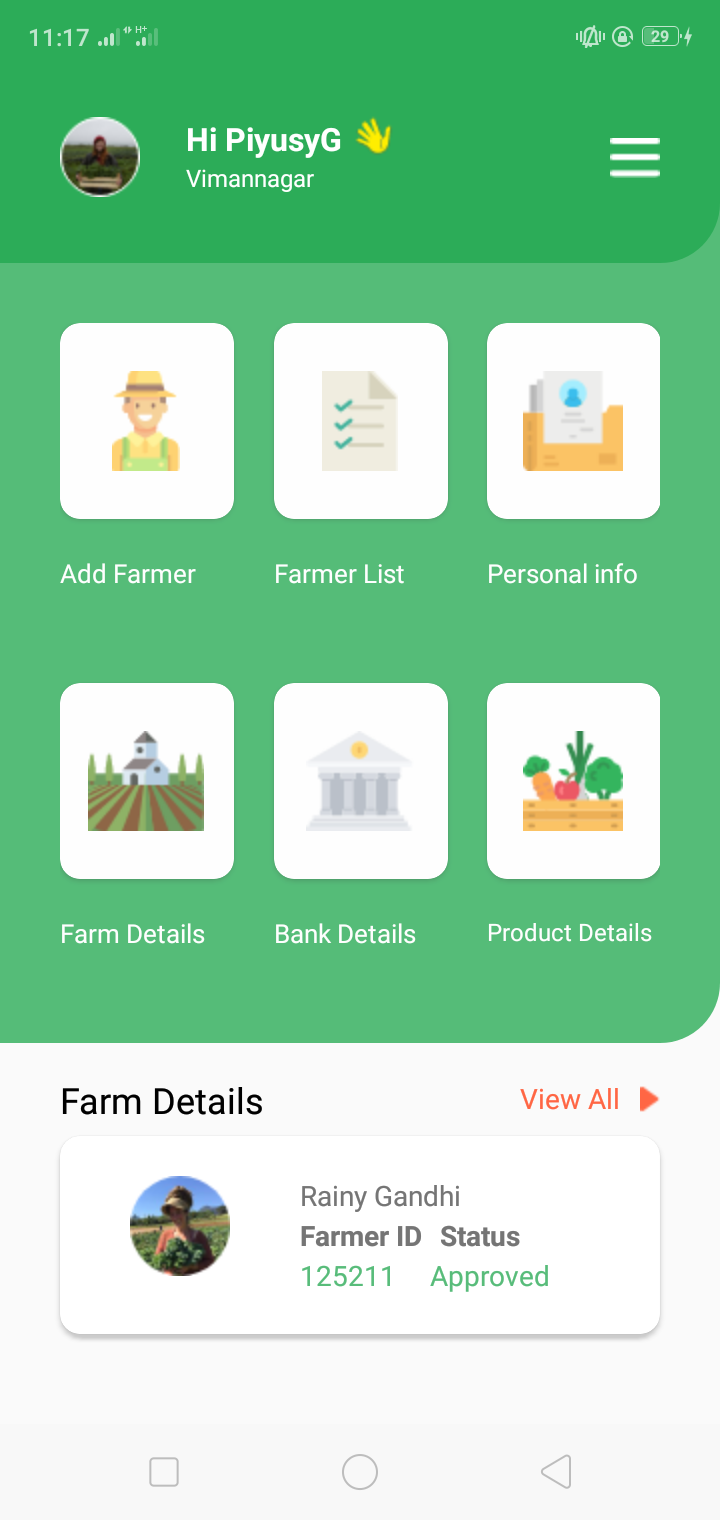 11:17 H+ 29
Hi PiyusyG 👋
Vimannagar
Add Farmer Farmer List Personal info
Farm Details Bank Details Product Details
Farm Details View All
Rainy Gandhi
Farmer ID Status
125211 Approved